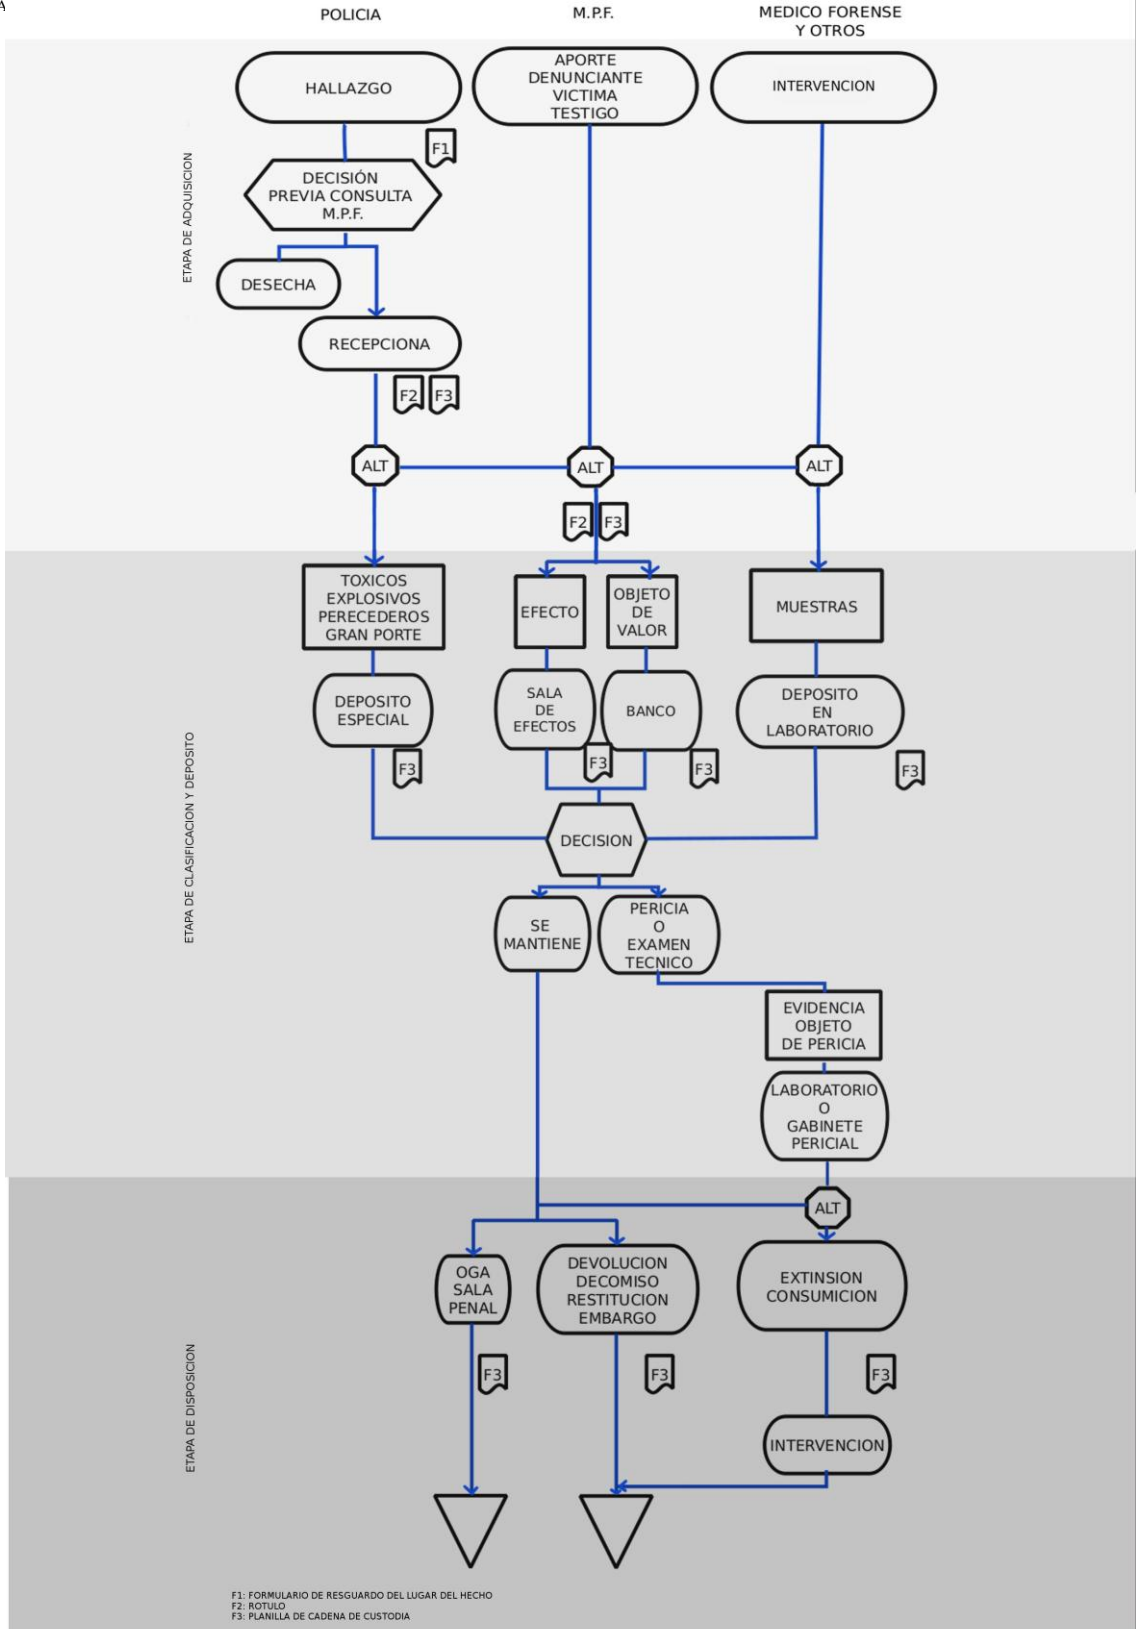 A
POLICIA
M.P.F.
MEDICO FORENSE
Y OTROS
HALLAZGO
APORTE
DENUNCIANTE
VICTIMA
TESTIGO
INTERVENCION
F1
ETAPA DE ADQUISICION
DECISIÓN
PREVIA CONSULTA
M.P.F.
DESECHA
RECEPCIONA
F2
F3
ALT
ALT
ALT
F2
F3
TOXICOS
EXPLOSIVOS
PERECEDEROS
GRAN PORTE
EFECTO
OBJETO
DE
VALOR
MUESTRAS
DEPOSITO
ESPECIAL
SALA
DE
EFECTOS
BANCO
DEPOSITO
EN
LABORATORIO
F3
F3
F3
F3
ETAPA DE CLASIFICACION Y DEPOSITO
DECISION
SE
MANTIENE
PERICIA
O
EXAMEN
TECNICO
EVIDENCIA
OBJETO
DE PERICIA
LABORATORIO
O
GABINETE
PERICIAL
ALT
OGA
SALA
PENAL
DEVOLUCION
DECOMISO
RESTITUCION
EMBARGO
EXTINSION
CONSUMICION
F3
F3
F3
ETAPA DE DISPOSICION
INTERVENCION
F1: FORMULARIO DE RESGUARDO DEL LUGAR DEL HECHO
F2: ROTULO
F3: PLANILLA DE CADENA DE CUSTODIA